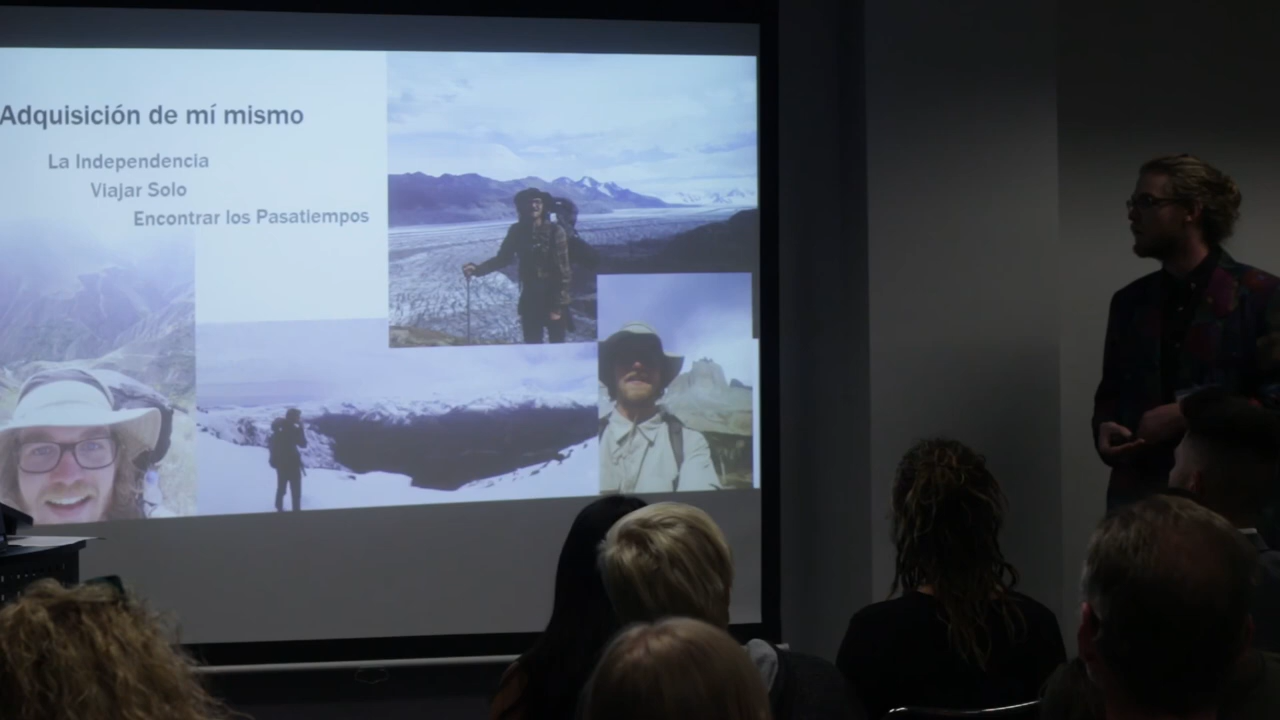 Adquisición de mí mismo
La Independencia
Viajar Solo
Encontrar los Pasatiempos